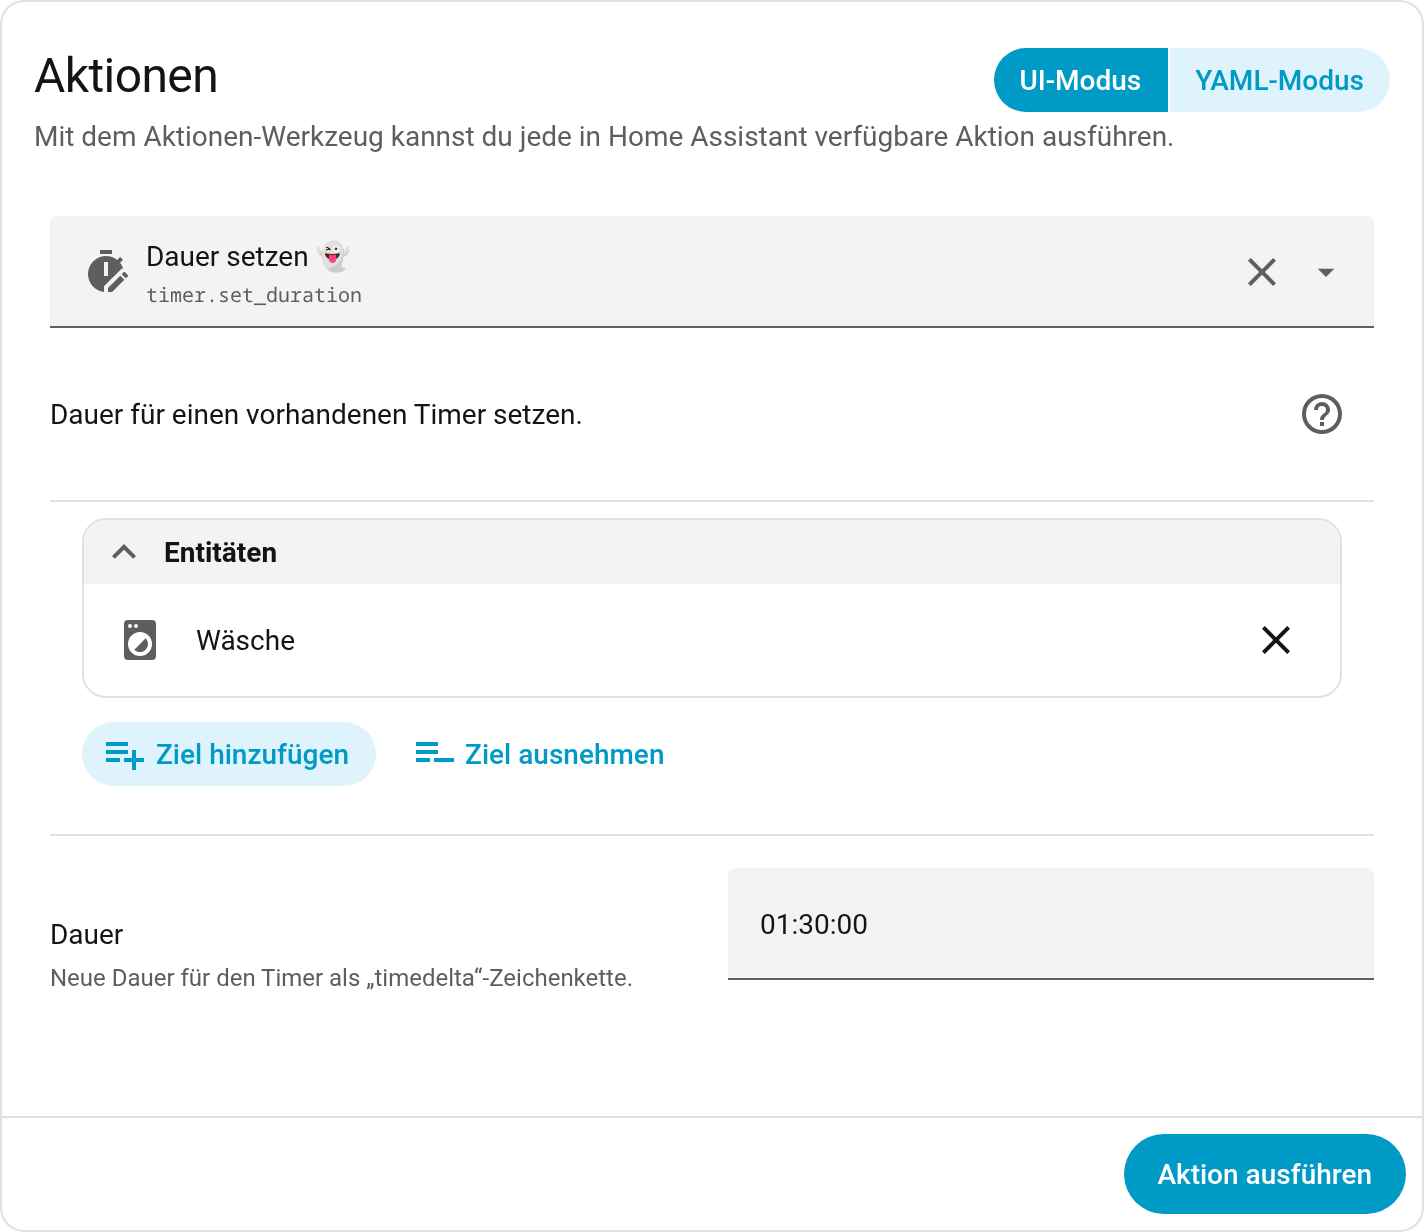 Aktionen
UI-Modus
YAML-Modus
Mit dem Aktionen-Werkzeug kannst du jede in Home Assistant verfügbare Aktion ausführen.
Dauer setzen 👻
timer.set_duration
Dauer für einen vorhandenen Timer setzen.
Entitäten
Wäsche
Ziel hinzufügen
Ziel ausnehmen
Dauer
Neue Dauer für den Timer als „timedelta“-Zeichenkette.
01:30:00
Aktion ausführen